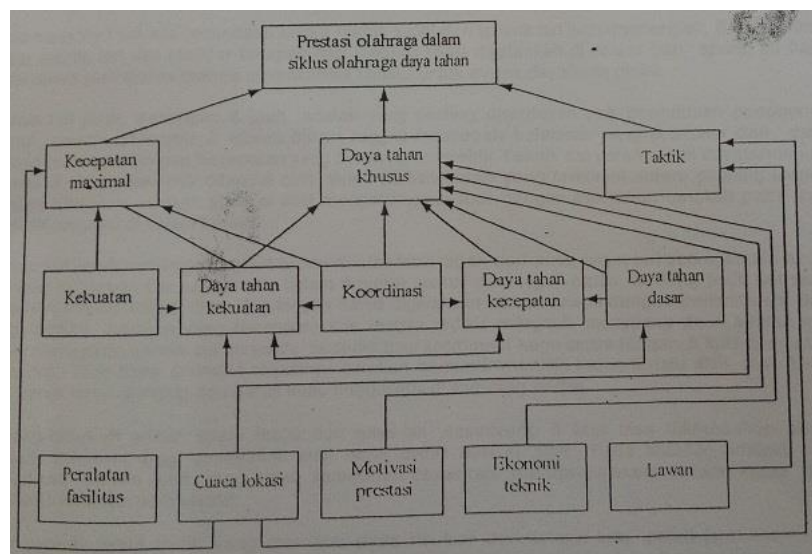 Prestasi olahraga dalam
siklus olahraga daya tahan
Kecepatan
maximal
Daya tahan
khusus
Taktik
Kekuatan
Daya tahan
kekuatan
Koordinasi
Daya tahan
kecepatan
Daya tahan
dasar
Peralatan
fasilitas
Cuaca lokasi
Motivasi
prestasi
Ekonomi
teknik
Lawan